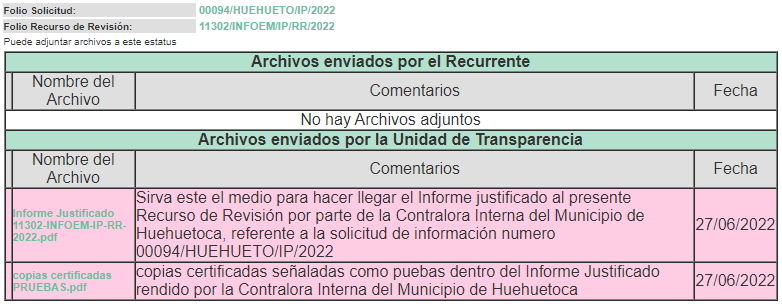 Folio Solicitud: 00094/HUEHUETO/IP/2022
Folio Recurso de Revisión: 11302/INFOEM/IP/RR/2022
Puede adjuntar archivos a este estatus
Archivos enviados por el Recurrente
Nombre del Archivo Comentarios Fecha
No hay Archivos adjuntos
Archivos enviados por la Unidad de Transparencia
Nombre del Archivo Comentarios Fecha
Informe Justificado
11302-INFOEM-IP-RR-
2022.pdf
Sirva este el medio para hacer llegar el Informe justificado al presente
Recurso de Revisión por parte de la Contralora Interna del Municipio de
Huehuetoca, referente a la solicitud de información numero
00094/HUEHUETO/IP/2022
27/06/2022
copias certificadas
PRUEBAS.pdf
copias certificadas señaladas como puebas dentro del Informe Justificado
rendido por la Contralora Interna del Municipio de Huehuetoca
27/06/2022